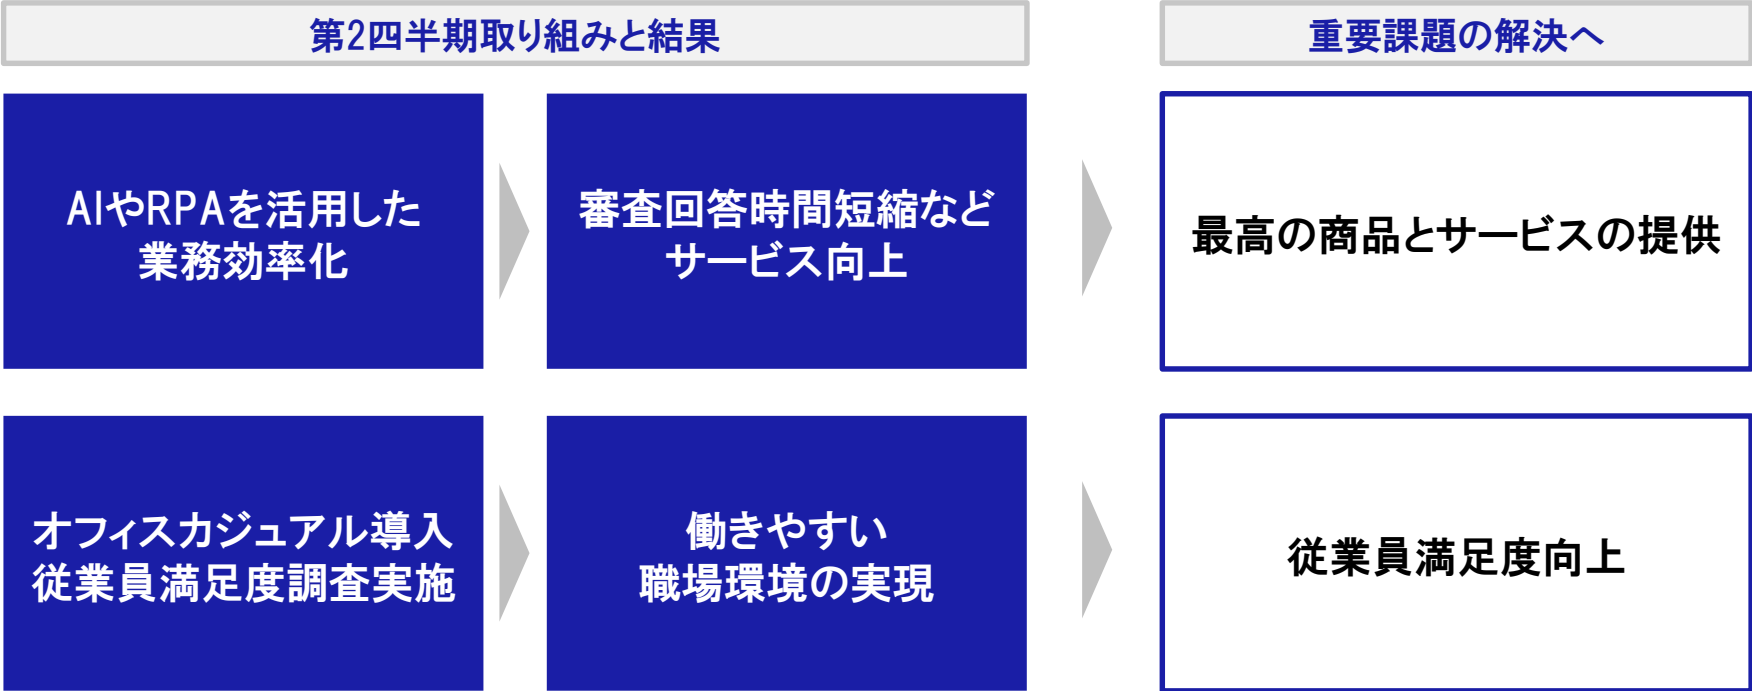 第2四半期取り組みと結果
重要課題の解決へ
AIやRPAを活用した
業務効率化
審査回答時間短縮など
サービス向上
最高の商品とサービスの提供
オフィスカジュアル導入
従業員満足度調査実施
働きやすい
職場環境の実現
従業員満足度向上